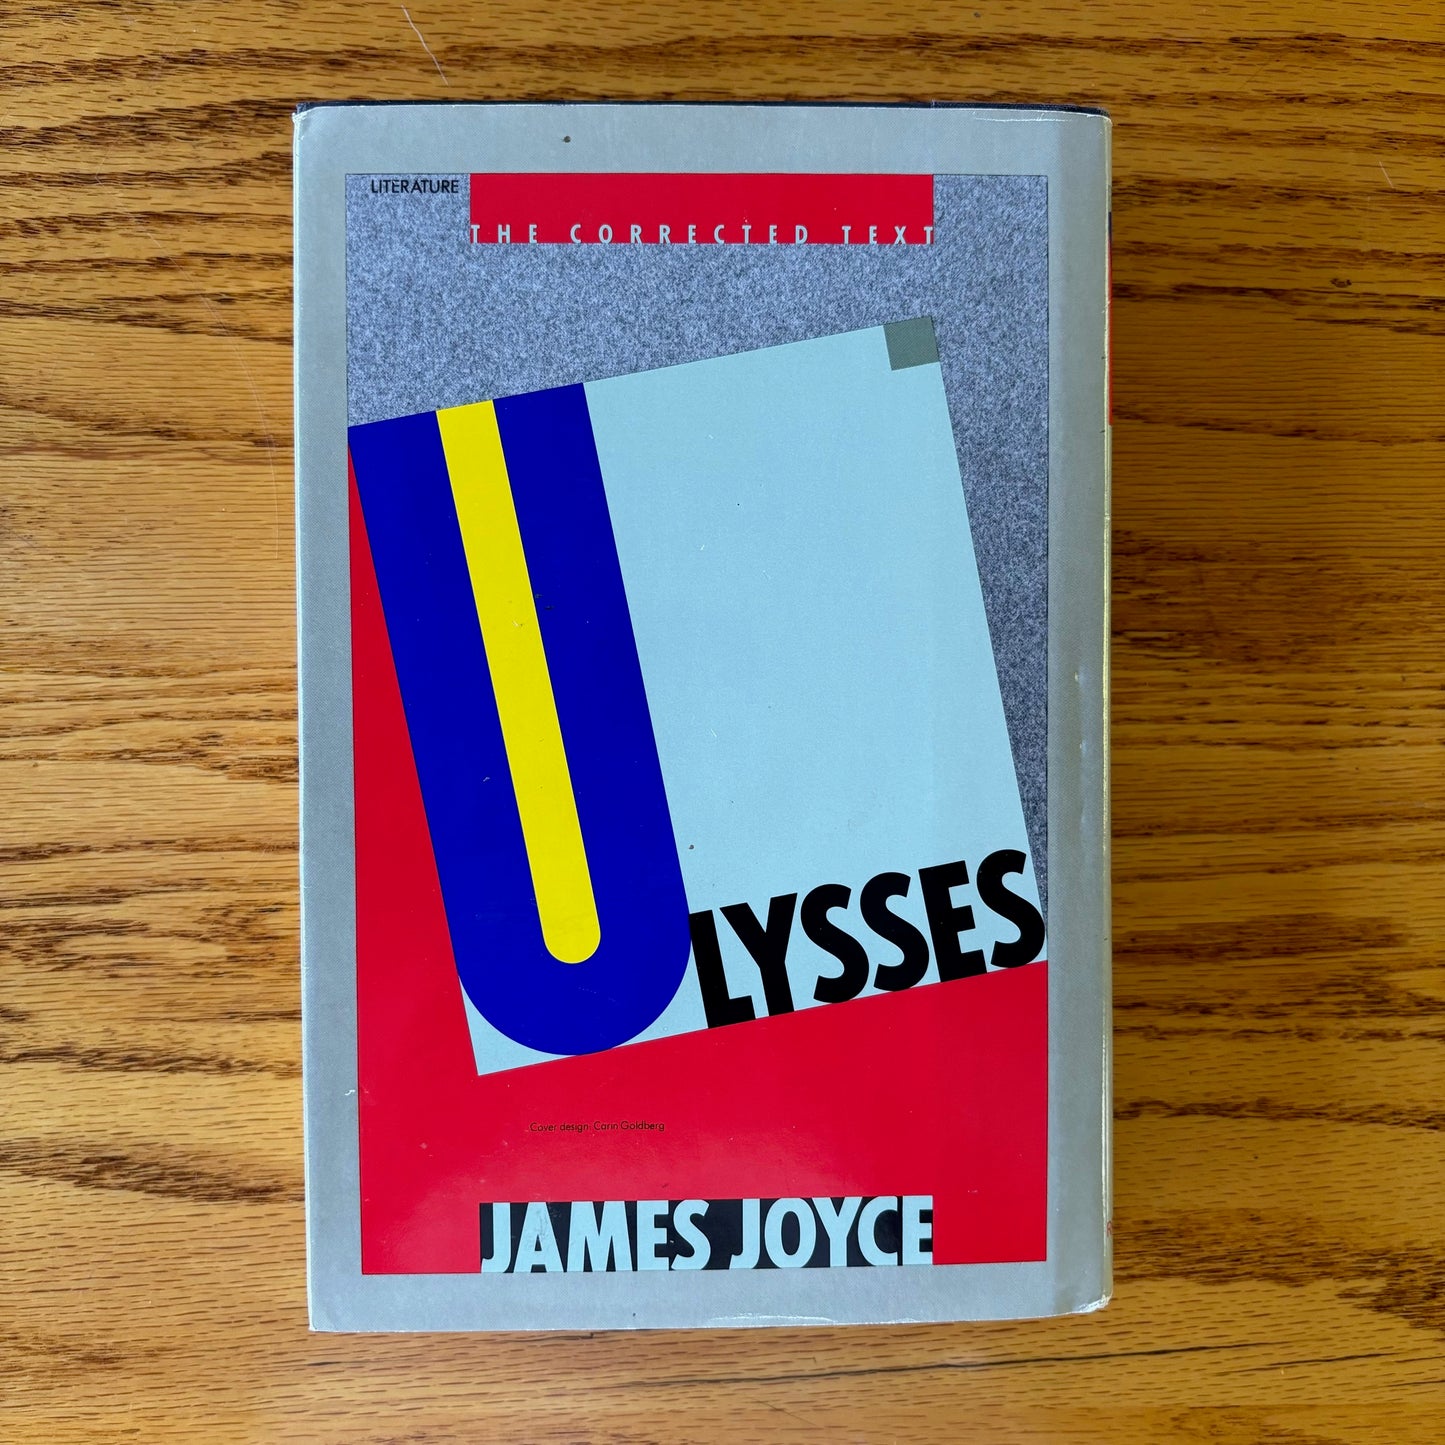 LITERATURE
THE CORRECTED TEXT
ULYSSES
Cover design: Carin Goldberg
JAMES JOYCE